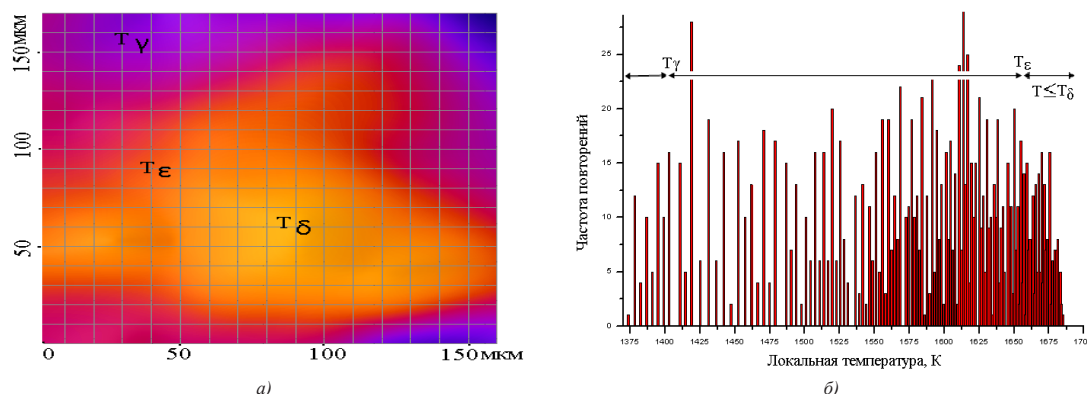 150 МКМ
100
50
0 50 100 150 МКМ
Tγ
Tε
Tδ
а)
25
20
15
10
5
0
Частота повторений
Tγ Tε
T≤Tδ
1375 1400 1425 1450 1475 1500 1525 1550 1575 1600 1625 1650 1675 170
Локальная температура, К
б)